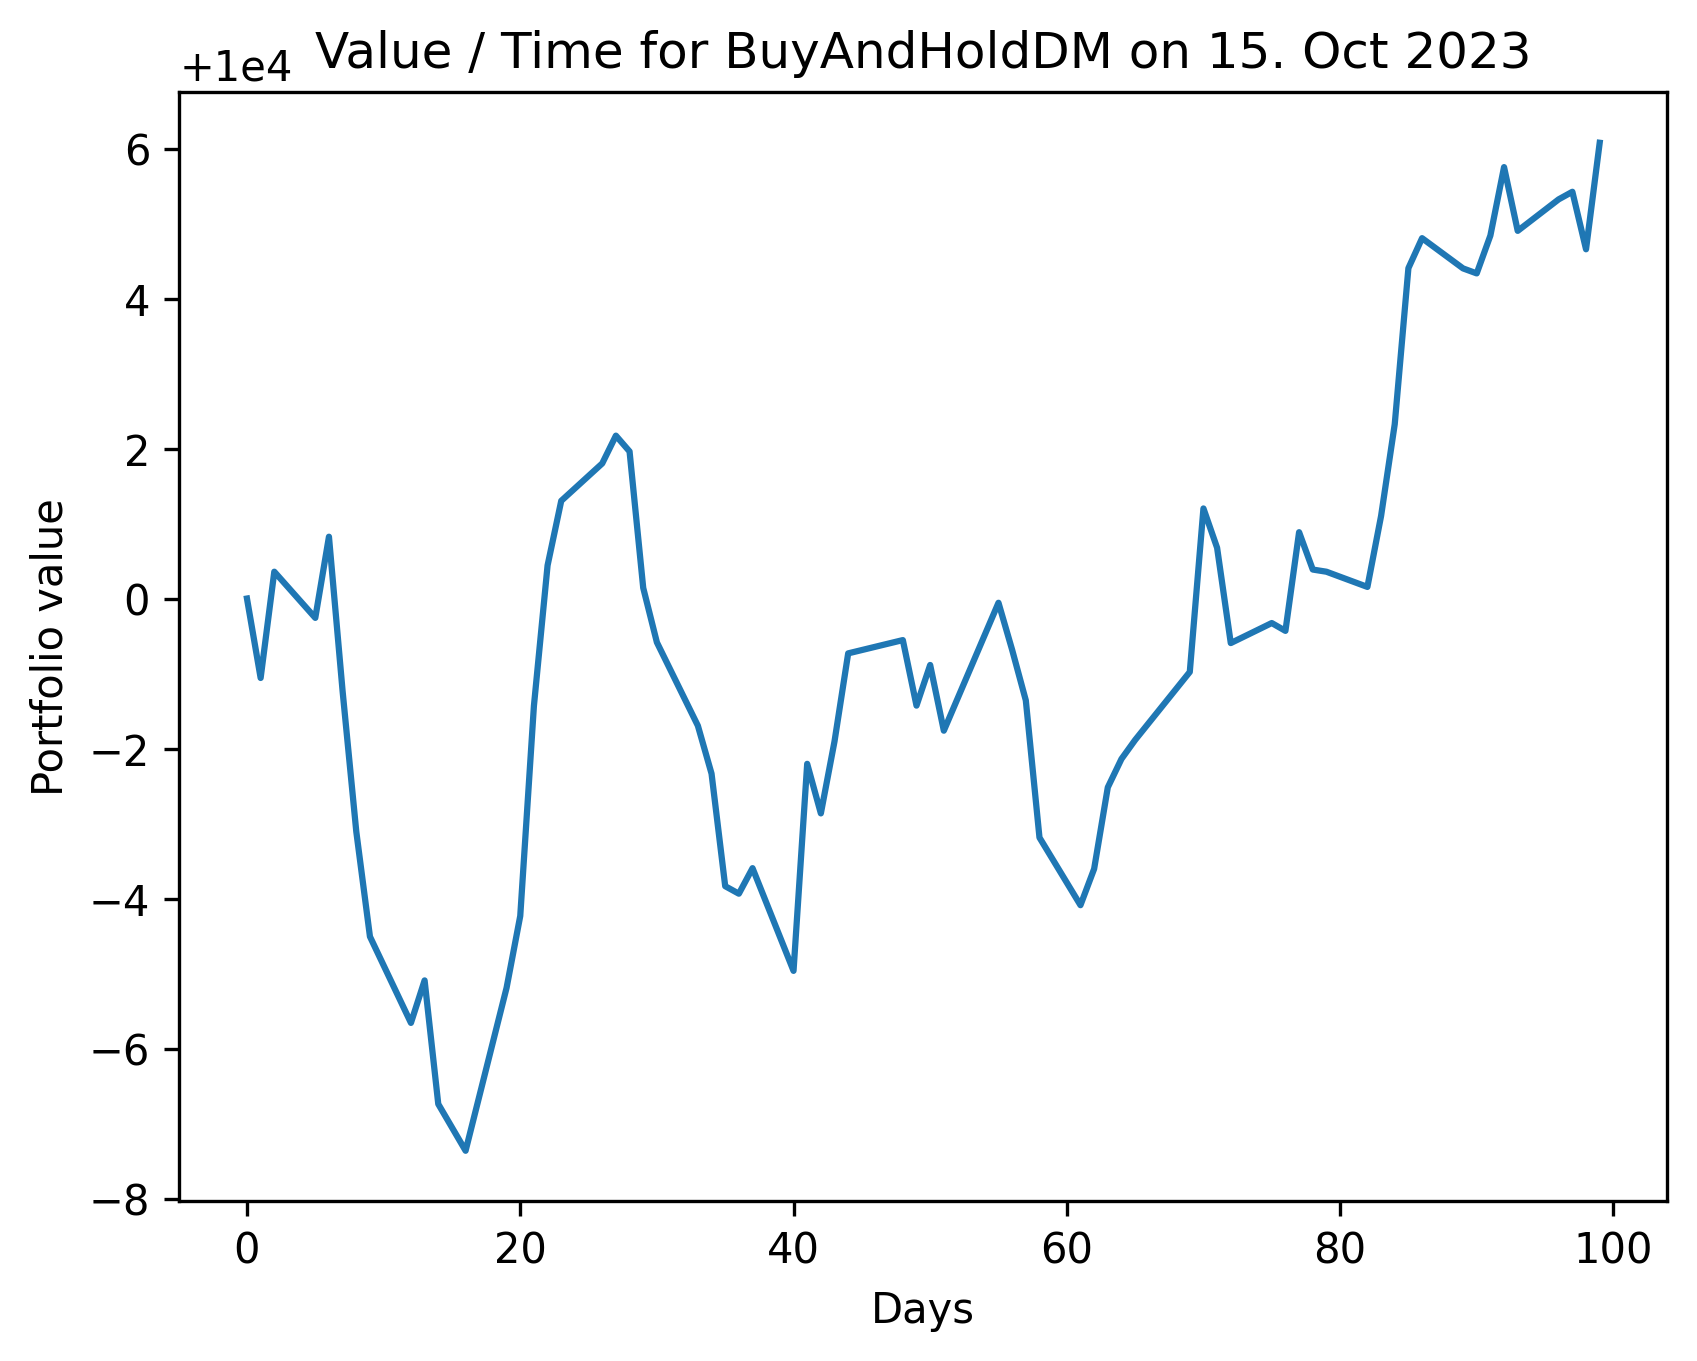 Value / Time for BuyAndHoldDM on 15. Oct 2023
+1e4
6
4
2
0
−2
−4
−6
−8
Portfolio value
0 20 40 60 80 100
Days